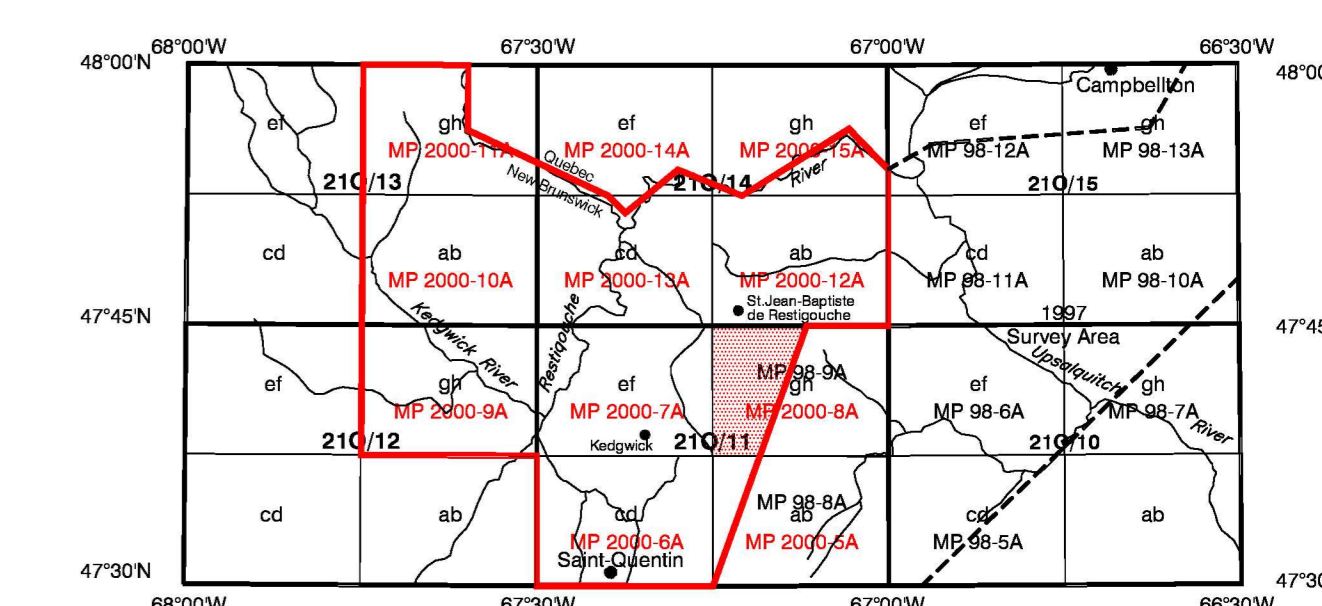 68°00'W 67°30'W 67°00'W 66°30'W
48°00'N 48°00
Campbellton
ef gh ef gh ef gh
MP 2000-11A MP 2000-14A MP 2000-15A MP 98-12A MP 98-13A
Quebec
New Brunswick
River
21O/13 21O/14 21O/15
cd ab cd ab cd ab
MP 2000-10A MP 2000-13A MP 2000-12A MP 98-11A MP 98-10A
St.Jean-Baptiste
de Restigouche
47°45'N 1997 47°45
Survey Area
Kedgwick River
Restigouche
Upsalquitch
River
MP 98-9A
ef gh ef gh ef gh
MP 2000-9A MP 2000-7A MP 2000-8A MP 98-6A MP 98-7A
21O/12 Kedgwick 21O/11 21O/10
MP 98-8A
cd ab cd ab cd ab
MP 2000-6A MP 2000-5A MP 98-5A
Saint-Quentin
47°30'N 47°30
68°00'W 67°30'W 67°00'W 66°30'W